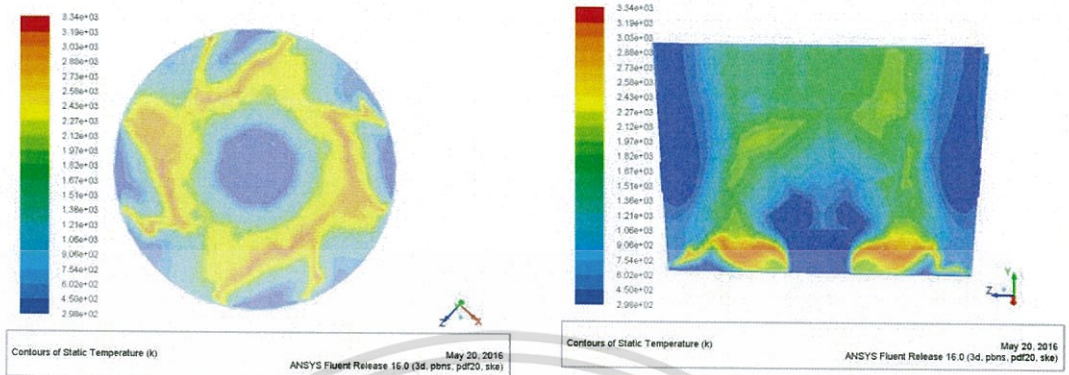 3.34e+03
3.19e+03
3.03e+03
2.88e+03
2.73e+03
2.58e+03
2.43e+03
2.27e+03
2.12e+03
1.97e+03
1.82e+03
1.67e+03
1.51e+03
1.36e+03
1.21e+03
1.06e+03
9.06e+02
7.54e+02
6.02e+02
4.50e+02
2.98e+02
Z
X
Contours of Static Temperature (k)
May 20, 2016
ANSYS Fluent Release 16.0 (3d, pbns, pdf20, ske)
3.34e+03
3.19e+03
3.03e+03
2.88e+03
2.73e+03
2.58e+03
2.43e+03
2.27e+03
2.12e+03
1.97e+03
1.82e+03
1.67e+03
1.51e+03
1.36e+03
1.21e+03
1.06e+03
9.06e+02
7.54e+02
6.02e+02
4.50e+02
2.98e+02
Y
Z
Contours of Static Temperature (k)
May 20, 2016
ANSYS Fluent Release 16.0 (3d, pbns, pdf20, ske)